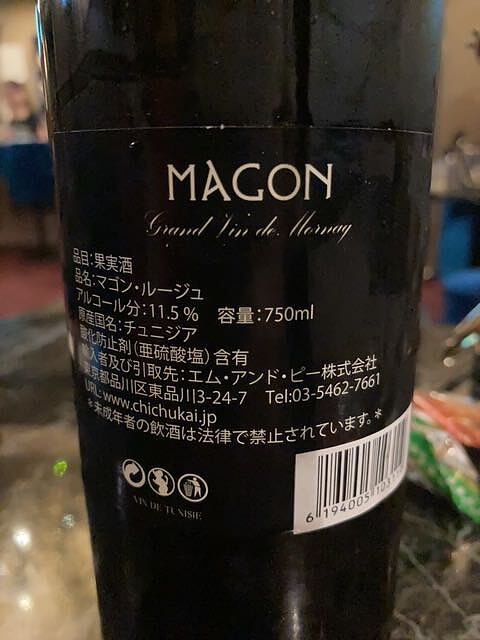 MAGON
Grand Vin de Mornag
品目:果実酒
品名:マゴン・ルージュ
アルコール分:11.5% 容量:750ml
原産国名:チュニジア
酸化防止剤(亜硫酸塩)含有
輸入者及び引取先:エム・アンド・ピー株式会社
東京都品川区東品川3-24-7 Tel:03-5462-7661
URL:www.chichukai.jp
*未成年者の飲酒は法律で禁止されています。*
VIN DE TUNISIE
6 194005 103